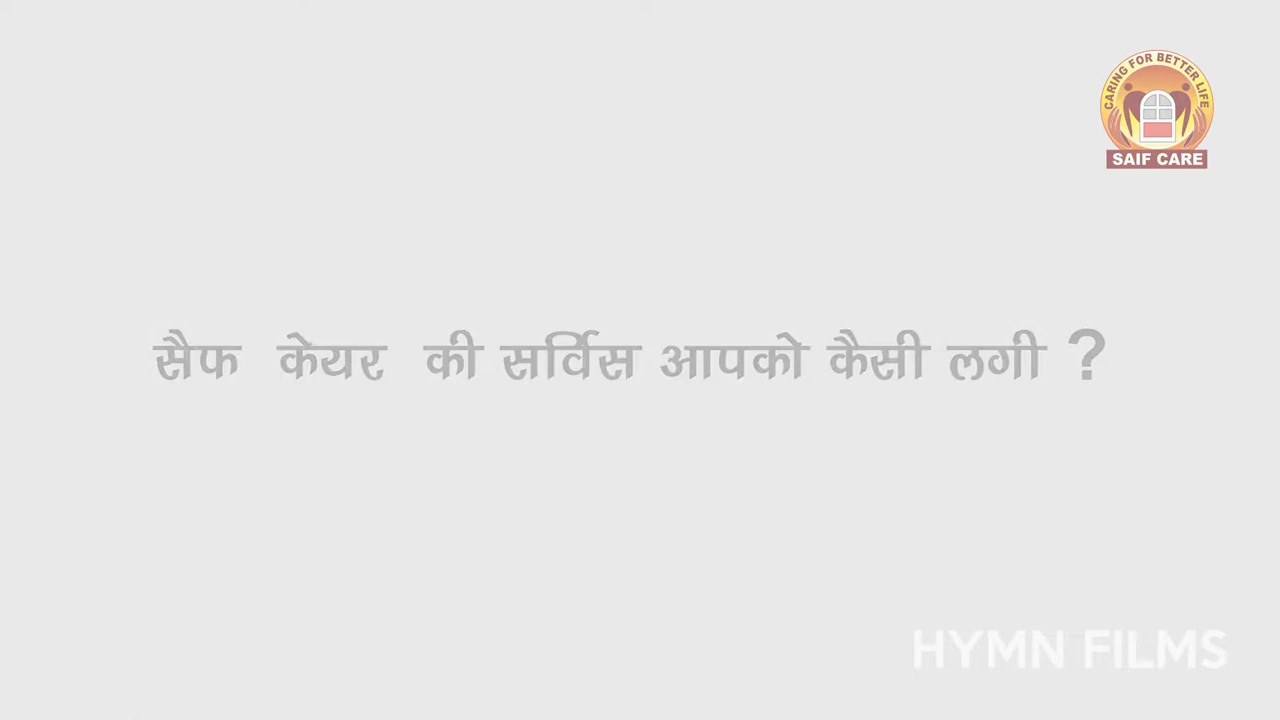 CARING FOR BETTER LIFE
SAIF CARE
सैफ केयर की सर्विस आपको कैसी लगी ?
HYMN FILMS